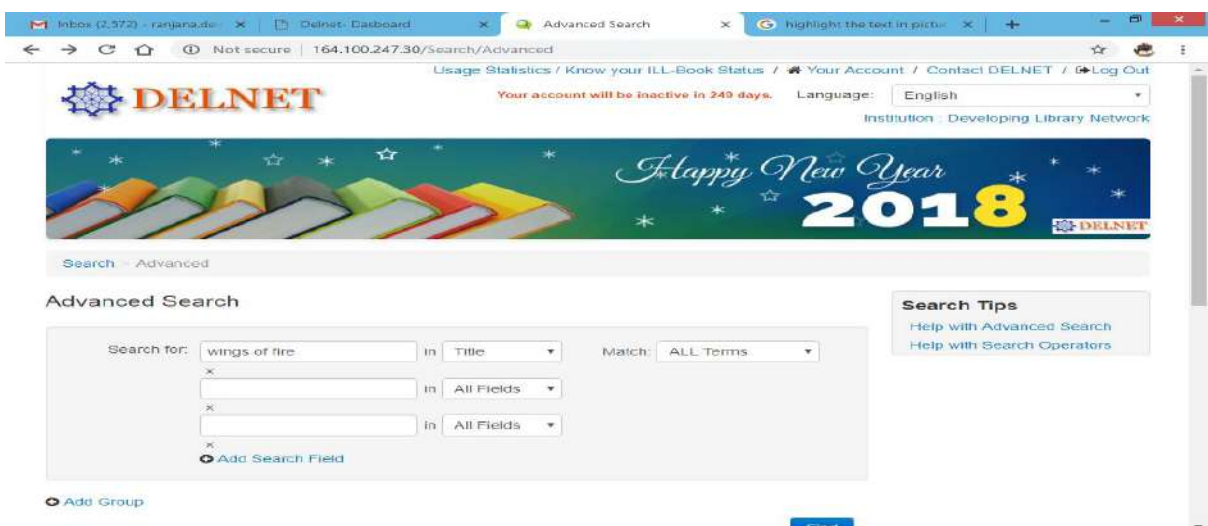 Inbox (2,572) - ranjana.de
Delnet- Dasboard
Advanced Search
highlight the text in pictur
Not secure | 164.100.247.30/Search/Advanced
Usage Statistics / Know your ILL-Book Status / Your Account / Contact DELNET / Log Out
DELNET
Your account will be inactive in 249 days. Language: English
Institution : Developing Library Network
Happy New Year
2018
DELNET
Search > Advanced
Advanced Search
Search Tips
Help with Advanced Search
Help with Search Operators
Search for: wings of fire in Title Match: ALL Terms
in All Fields
in All Fields
Add Search Field
Add Group